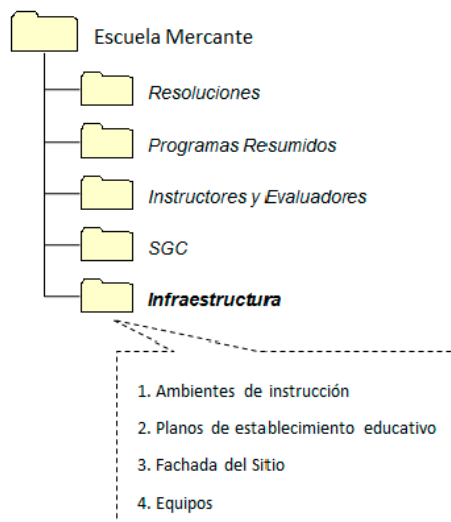 Escuela Mercante
Resoluciones
Programas Resumidos
Instructores y Evaluadores
SGC
Infraestructura
1. Ambientes de instrucción
2. Planos de establecimiento educativo
3. Fachada del Sitio
4. Equipos